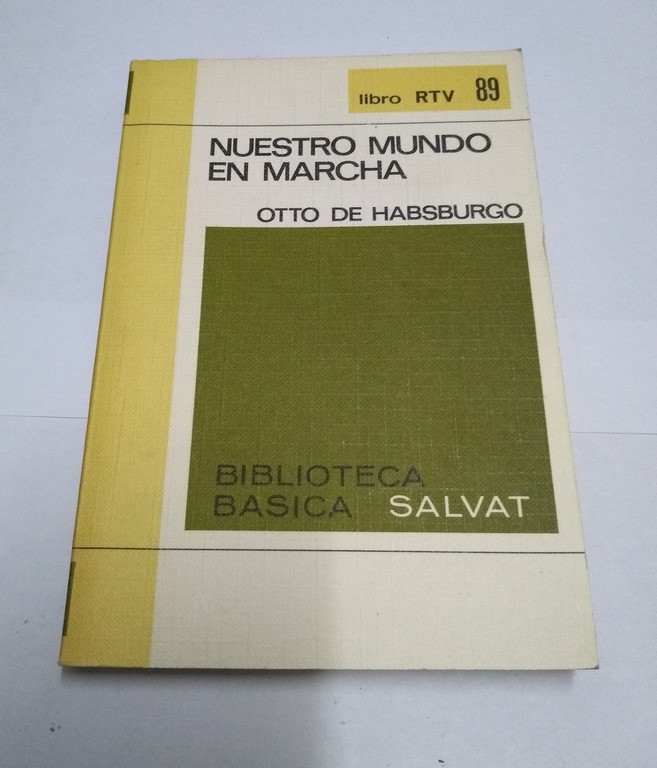 libro RTV 89
NUESTRO MUNDO
EN MARCHA
OTTO DE HABSBURGO
BIBLIOTECA
BASICA SALVAT